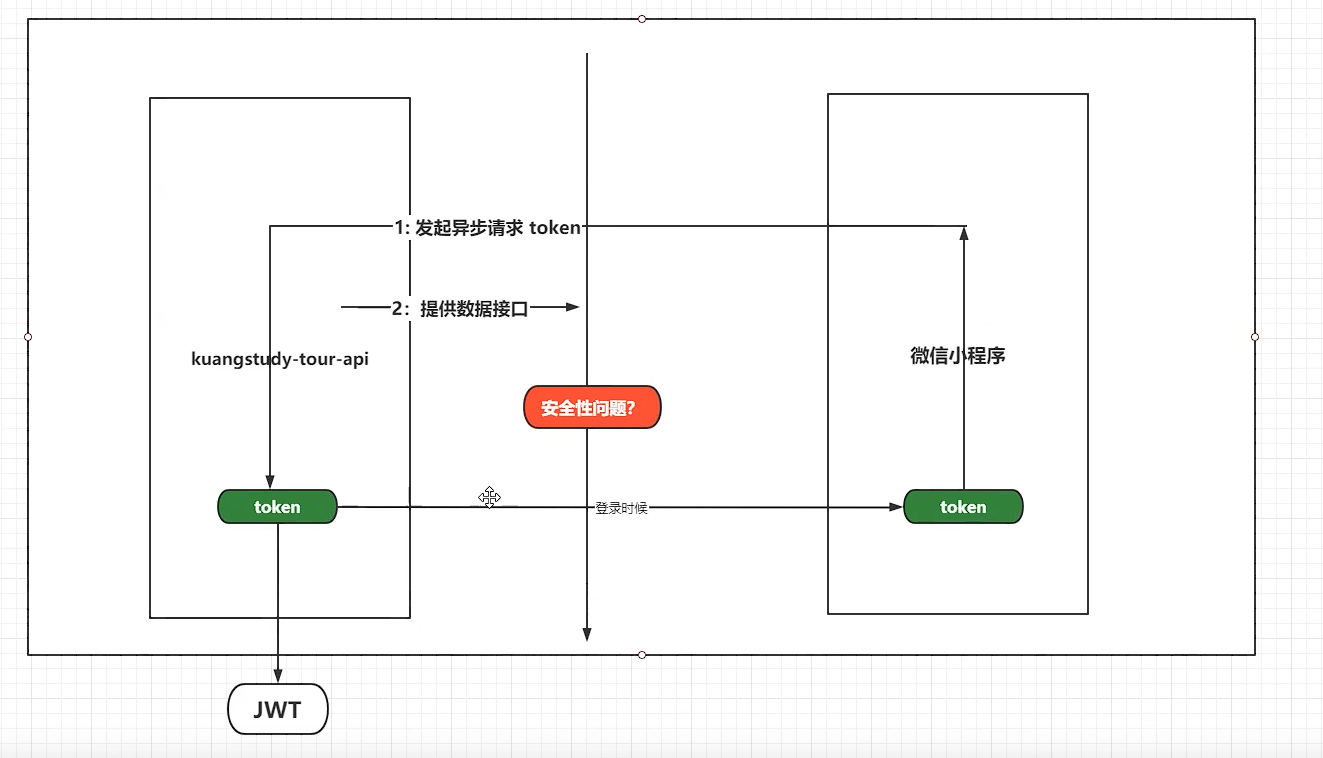 1: 发起异步请求 token
2：提供数据接口
kuangstudy-tour-api
微信小程序
安全性问题？
token
登录时候
token
JWT